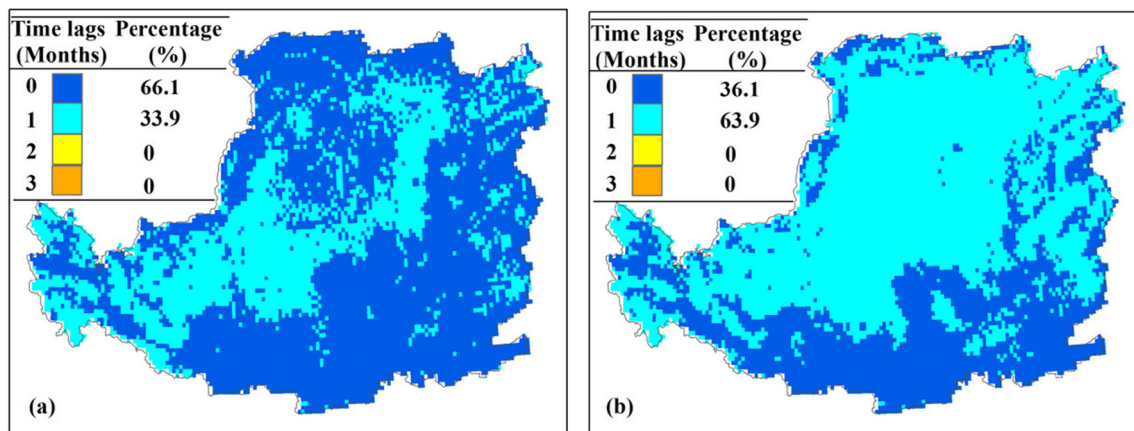 Time lags Percentage
(Months) (%)
0 66.1
1 33.9
2 0
3 0
(a)
Time lags Percentage
(Months) (%)
0 36.1
1 63.9
2 0
3 0
(b)